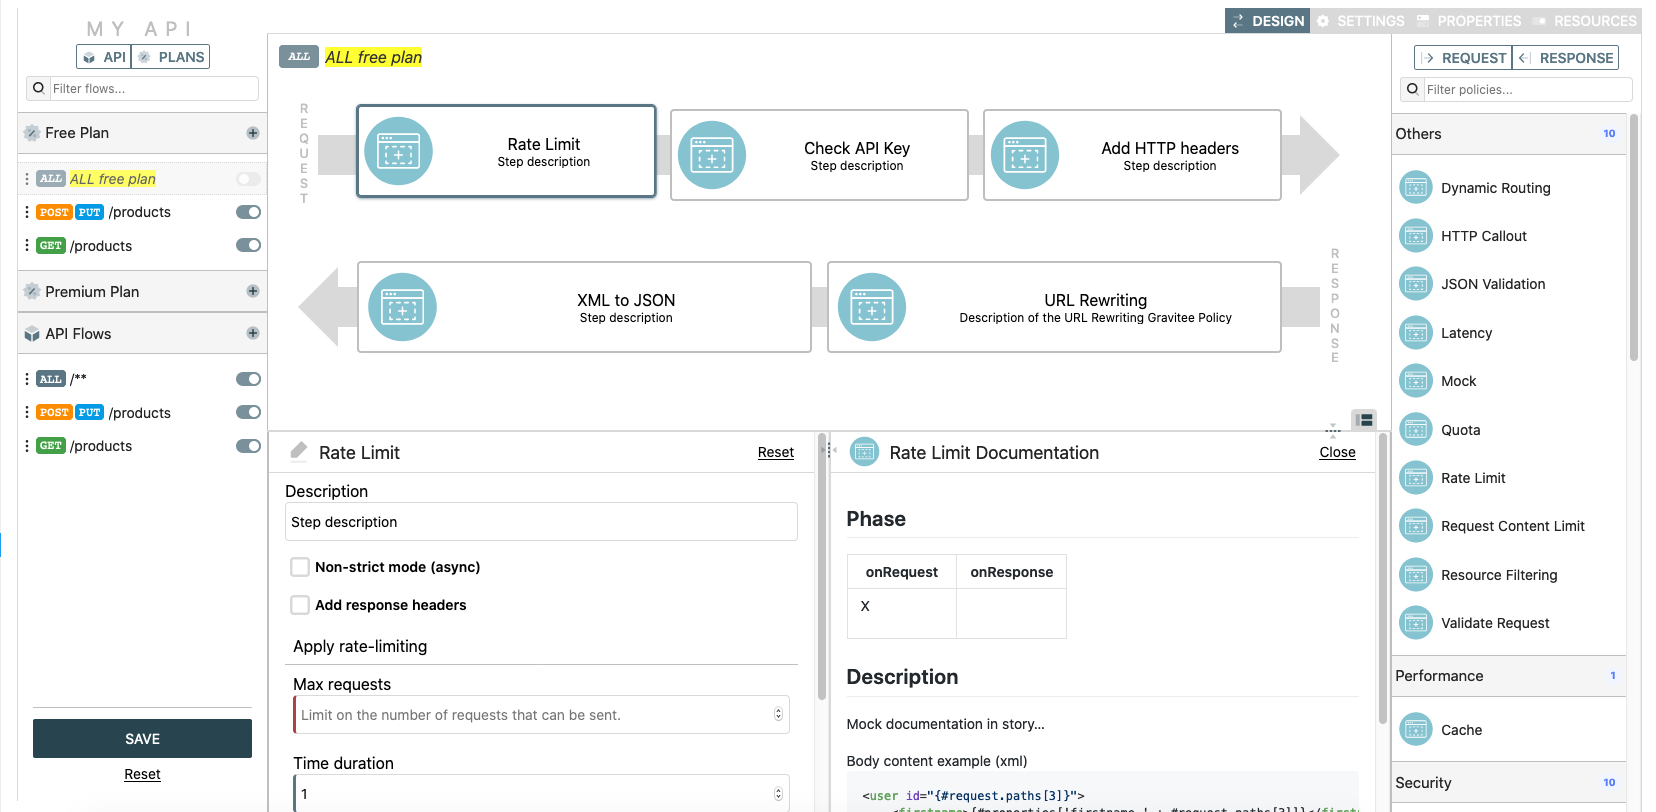 MY API
API PLANS
Filter flows...
Free Plan
ALL ALL free plan
POST PUT /products
GET /products
Premium Plan
API Flows
ALL /**
POST PUT /products
GET /products
SAVE
Reset
DESIGN SETTINGS PROPERTIES RESOURCES
ALL ALL free plan
REQUEST
Rate Limit
Step description
Check API Key
Step description
Add HTTP headers
Step description
RESPONSE
XML to JSON
Step description
URL Rewriting
Description of the URL Rewriting Gravitee Policy
Rate Limit Reset
Description
Step description
Non-strict mode (async)
Add response headers
Apply rate-limiting
Max requests
Limit on the number of requests that can be sent.
Time duration
1
Rate Limit Documentation Close
Phase
onRequest onResponse
X
Description
Mock documentation in story...
Body content example (xml)
<user id="{#request.paths[3]}">
REQUEST RESPONSE
Filter policies...
Others 10
Dynamic Routing
HTTP Callout
JSON Validation
Latency
Mock
Quota
Rate Limit
Request Content Limit
Resource Filtering
Validate Request
Performance 1
Cache
Security 10